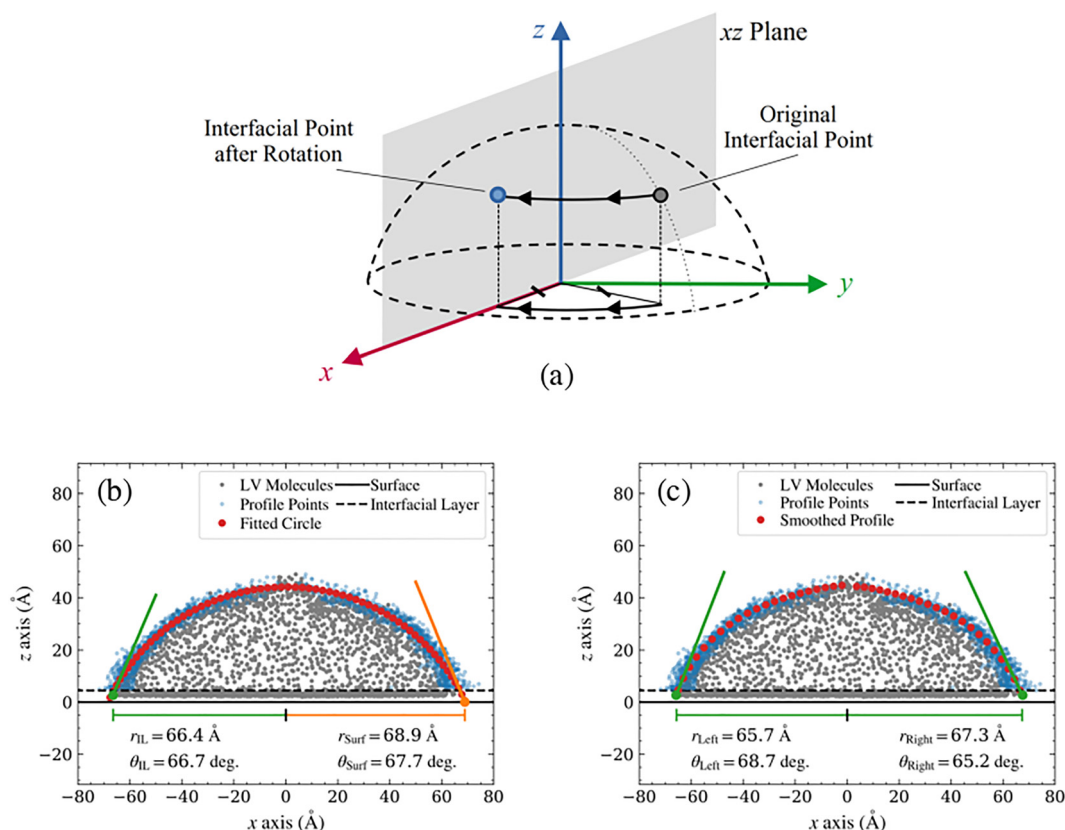 z
xz Plane
Interfacial Point
after Rotation
Original
Interfacial Point
y
x
(a)
(b)
LV Molecules
Surface
Profile Points
Interfacial Layer
Fitted Circle
80
60
40
20
0
−20
z axis (Å)
r_IL = 66.4 Å
r_Surf = 68.9 Å
θ_IL = 66.7 deg.
θ_Surf = 67.7 deg.
−80 −60 −40 −20 0 20 40 60 80
x axis (Å)
(c)
LV Molecules
Surface
Profile Points
Interfacial Layer
Smoothed Profile
80
60
40
20
0
−20
z axis (Å)
r_Left = 65.7 Å
r_Right = 67.3 Å
θ_Left = 68.7 deg.
θ_Right = 65.2 deg.
−80 −60 −40 −20 0 20 40 60 80
x axis (Å)